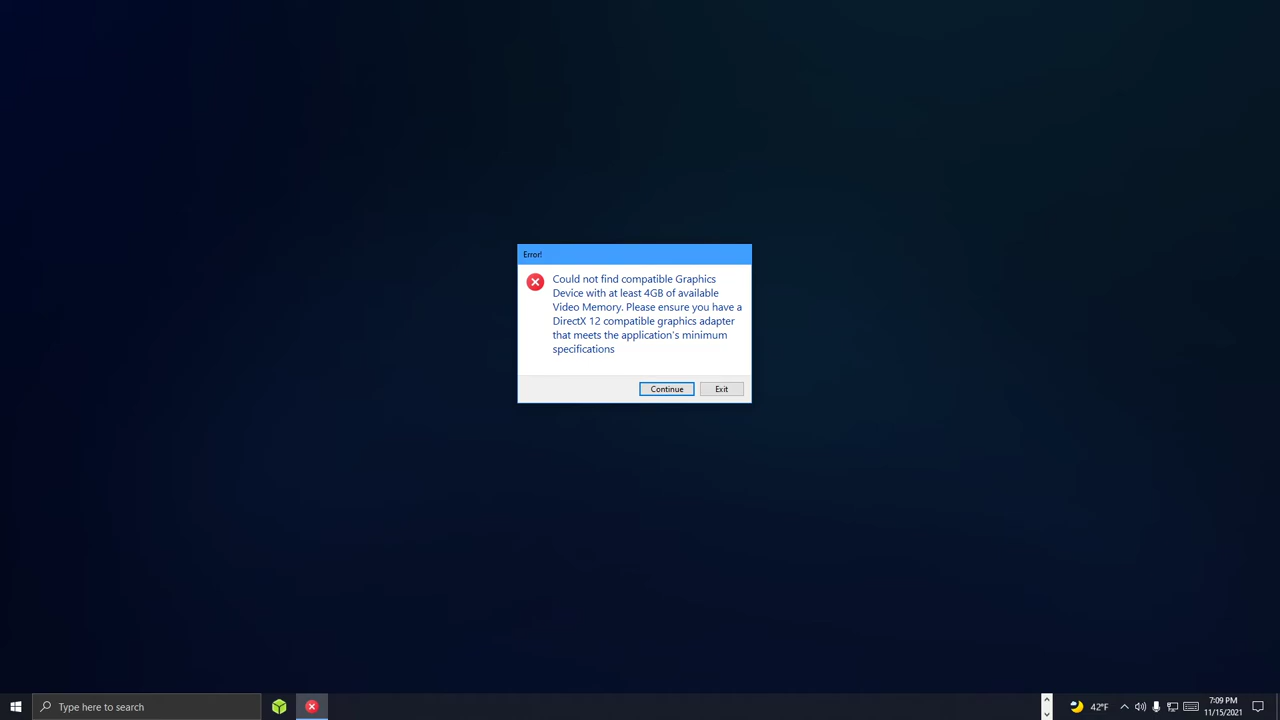 Error!
Could not find compatible Graphics
Device with at least 4GB of available
Video Memory. Please ensure you have a
DirectX 12 compatible graphics adapter
that meets the application's minimum
specifications
Continue Exit
Type here to search
42°F
7:09 PM
11/15/2021